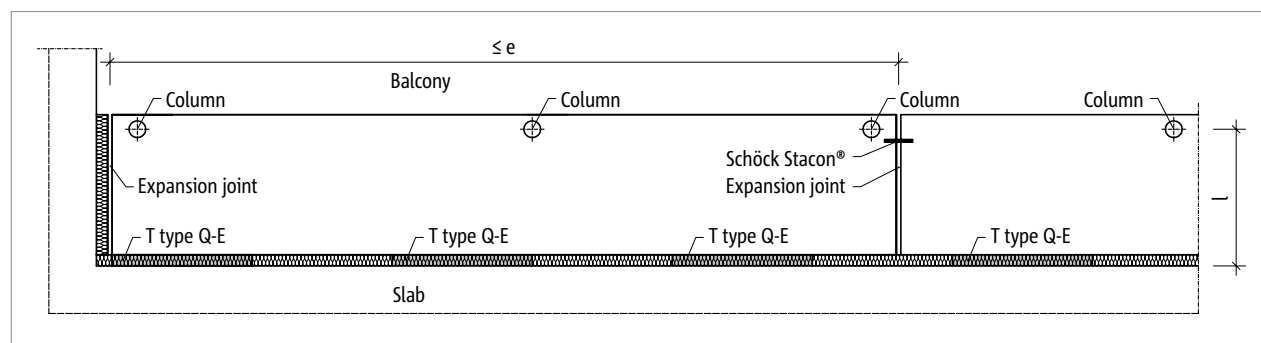 ≤ e
Balcony
Column
Column
Column
Column
Schöck Stacon®
Expansion joint
Expansion joint
l
T type Q-E
T type Q-E
T type Q-E
T type Q-E
Slab